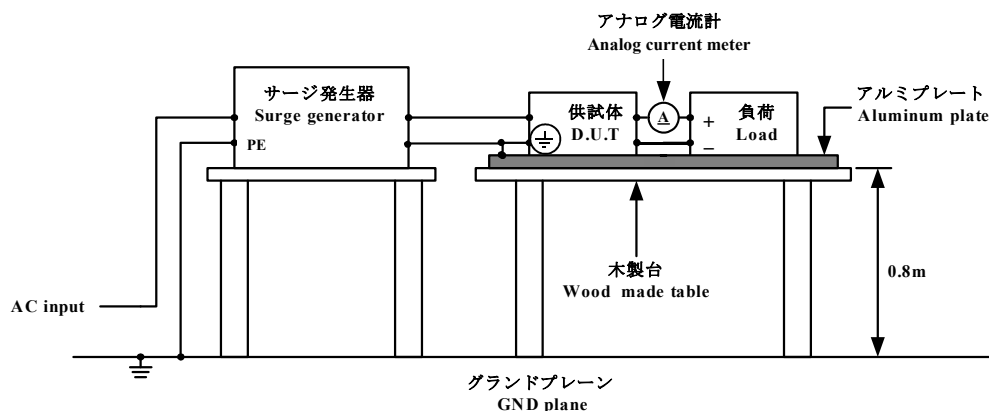 アナログ電流計
Analog current meter
サージ発生器
Surge generator
PE
供試体
D.U.T
A
+
−
負荷
Load
アルミプレート
Aluminum plate
木製台
Wood made table
0.8m
AC input
グランドプレーン
GND plane